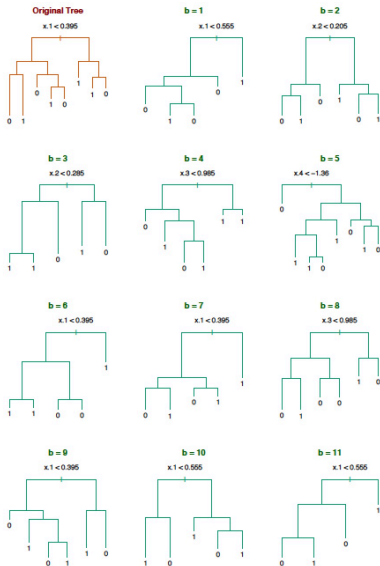 Original Tree
b = 1
b = 2
x.1 < 0.395
x.1 < 0.555
x.2 < 0.205
1
1
0
0
1
0
1
0
0
1
0
1
0
0
1
1
0
0
1
b = 3
b = 4
b = 5
x.2 < 0.285
x.3 < 0.985
x.4 < −1.36
0
0
1
1
1
0
1
0
1
0
1
1
0
1
0
1
1
0
1
0
b = 6
b = 7
b = 8
x.1 < 0.395
x.1 < 0.395
x.3 < 0.985
1
1
1
0
1
1
0
0
0
1
0
1
0
0
0
1
b = 9
b = 10
b = 11
x.1 < 0.395
x.1 < 0.555
x.1 < 0.555
0
1
1
0
1
1
0
0
1
1
0
0
1
0
1